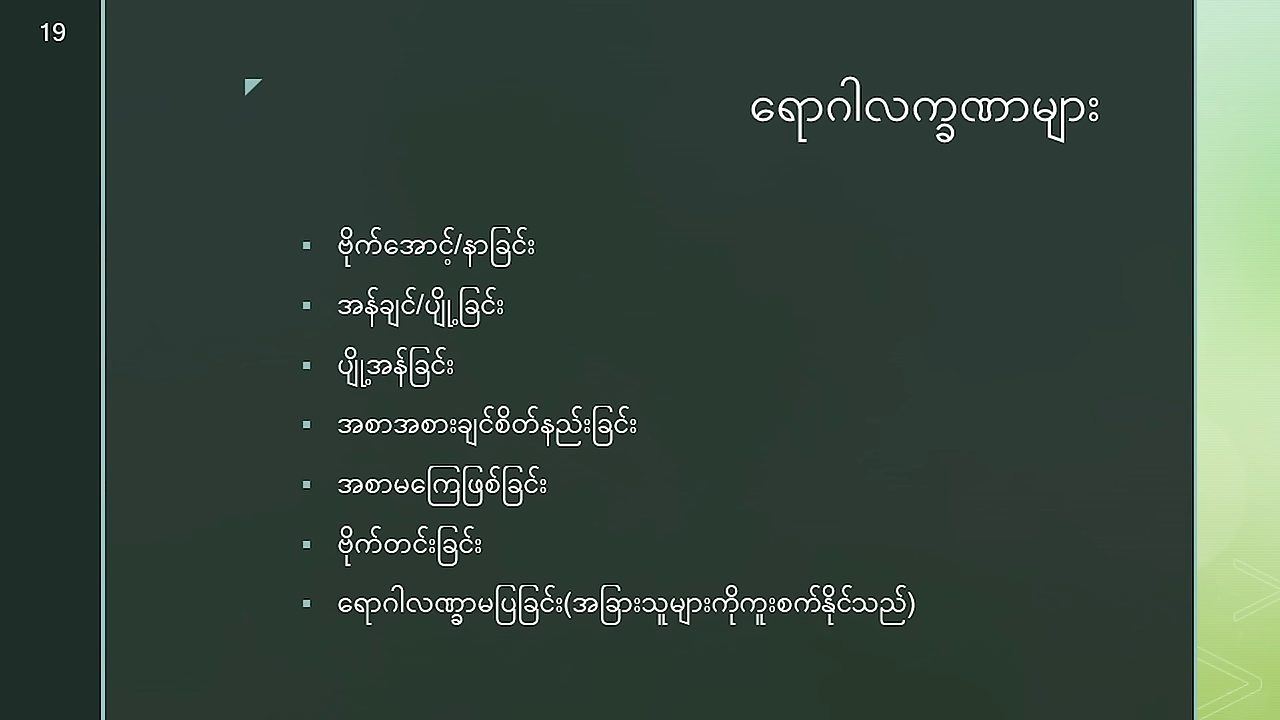 19
ရောဂါလက္ခဏာများ
ဗိုက်အောင့်/နာခြင်း
အန်ချင်/ပျို့ခြင်း
ပျို့အန်ခြင်း
အစာအစားချင်စိတ်နည်းခြင်း
အစာမကြေဖြစ်ခြင်း
ဗိုက်တင်းခြင်း
ရောဂါလဏ္ခာမပြခြင်း(အခြားသူများကိုကူးစက်နိုင်သည်)